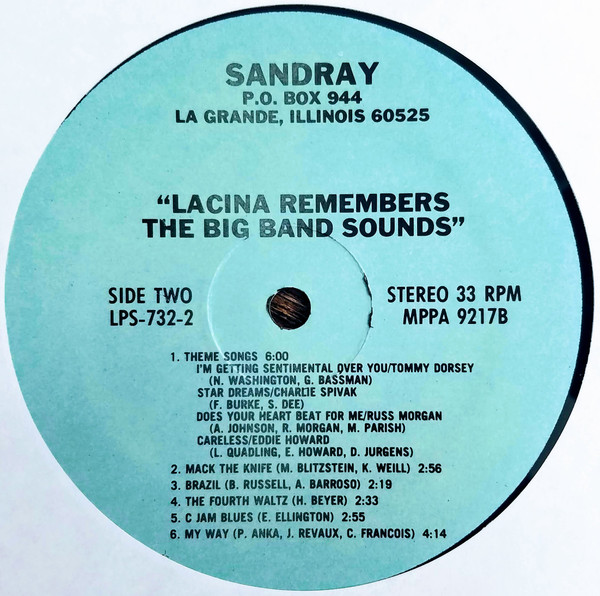 SANDRAY
P.O. BOX 944
LA GRANDE, ILLINOIS 60525
“LACINA REMEMBERS
THE BIG BAND SOUNDS”
SIDE TWO
LPS-732-2
STEREO 33 RPM
MPPA 9217B
1. THEME SONGS 6:00
I'M GETTING SENTIMENTAL OVER YOU/TOMMY DORSEY
(N. WASHINGTON, G. BASSMAN)
STAR DREAMS/CHARLIE SPIVAK
(F. BURKE, S. DEE)
DOES YOUR HEART BEAT FOR ME/RUSS MORGAN
(A. JOHNSON, R. MORGAN, M. PARISH)
CARELESS/EDDIE HOWARD
(L. QUADLING, E. HOWARD, D. JURGENS)
2. MACK THE KNIFE (M. BLITZSTEIN, K. WEILL) 2:56
3. BRAZIL (B. RUSSELL, A. BARROSO) 2:19
4. THE FOURTH WALTZ (H. BEYER) 2:33
5. C JAM BLUES (E. ELLINGTON) 2:55
6. MY WAY (P. ANKA, J. REVAUX, C. FRANCOIS) 4:14